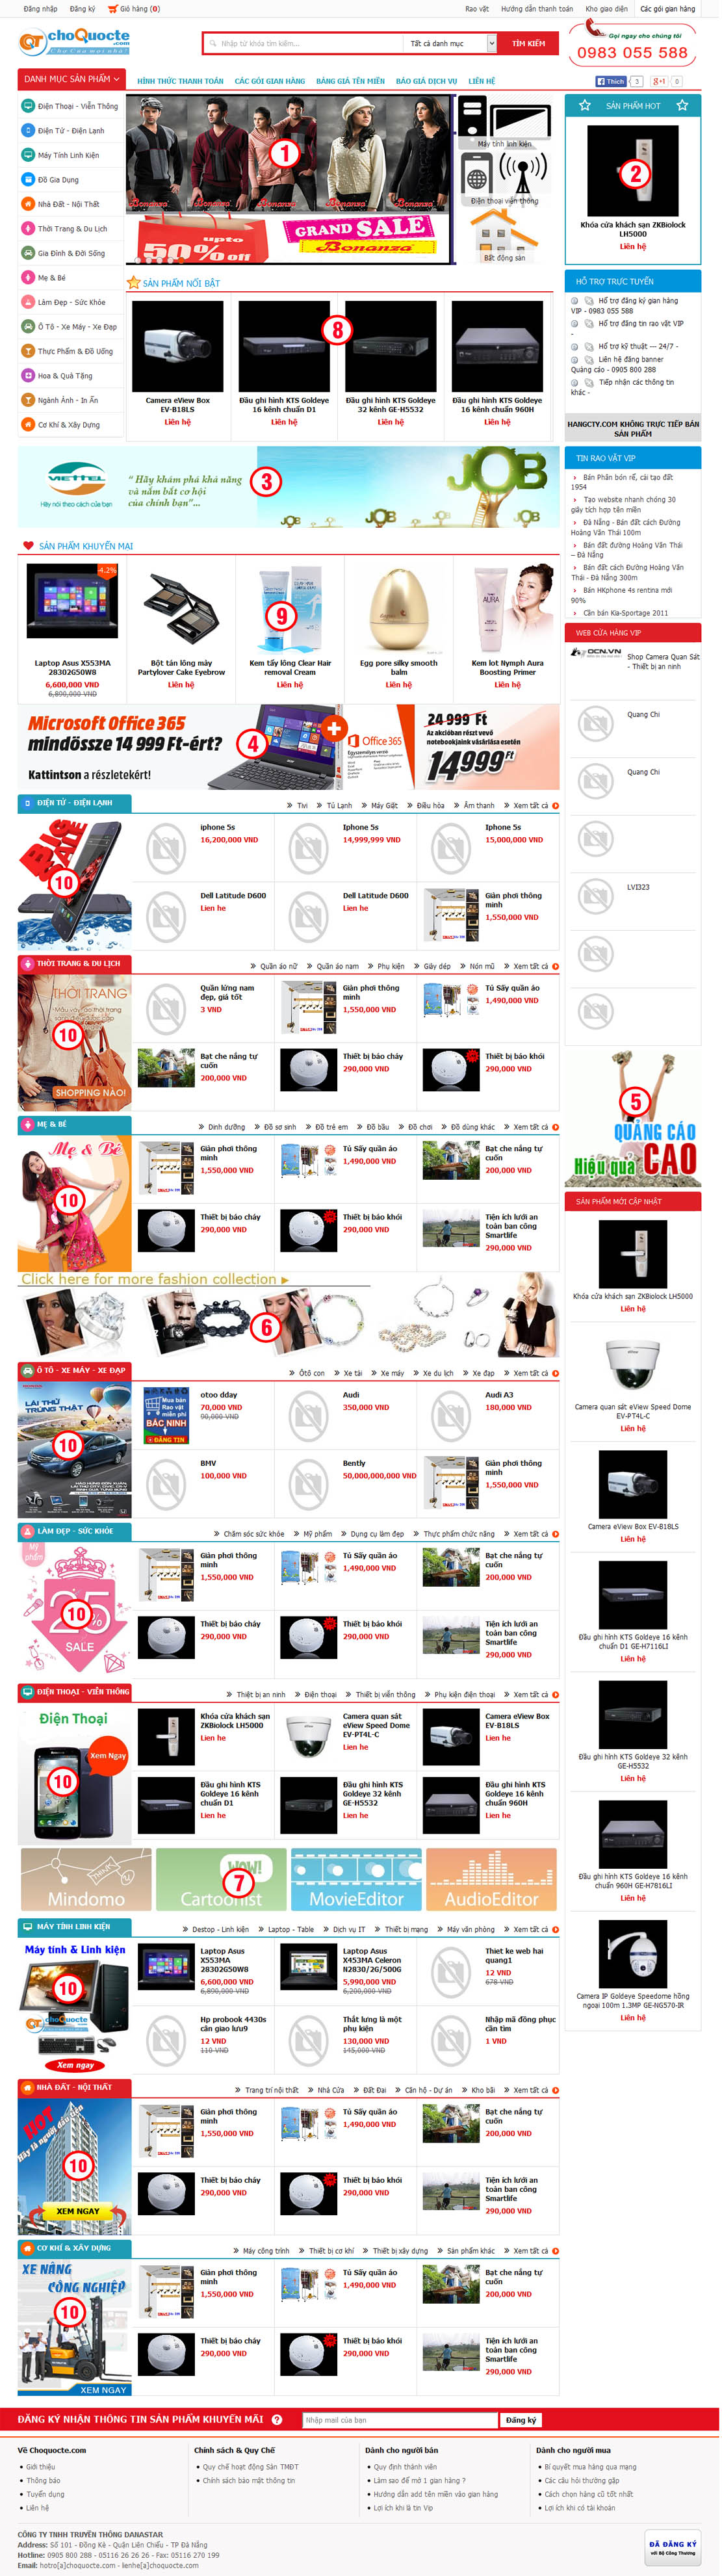 Đăng nhập Đăng ký Giỏ hàng (0) Rao vặt Hướng dẫn thanh toán Kho giao diện Các gói gian hàng
choQuocte .com
Nhập từ khóa tìm kiếm.... Tất cả danh mục TÌM KIẾM
Gọi ngay cho chúng tôi
0983 055 588
DANH MỤC SẢN PHẨM
HÌNH THỨC THANH TOÁN CÁC GÓI GIAN HÀNG BẢNG GIÁ TÊN MIỀN BÁO GIÁ DỊCH VỤ LIÊN HỆ
Thích 3 g+1 0
Điện Thoại - Viễn Thông
Điện Tử - Điện Lạnh
Máy Tính Linh Kiện
Đồ Gia Dụng
Nhà Đất - Nội Thất
Thời Trang & Du Lịch
Gia Đình & Đời Sống
Mẹ & Bé
Làm Đẹp - Sức Khỏe
Ô Tô - Xe Máy - Xe Đạp
Thực Phẩm & Đồ Uống
Hoa & Quà Tặng
Ngành Ảnh - In Ấn
Cơ Khí & Xây Dựng
1
Bonanza Bonanza Bonanza Bonanza
upto
50% off
GRAND SALE
Bonanza
Máy tính linh kiện
Điện thoại viễn thông
Bất động sản
SẢN PHẨM HOT
2
Khóa cửa khách sạn ZKBiolock
LH5000
Liên hệ
SẢN PHẨM NỔI BẬT
8
Camera eView Box
EV-B18LS
Liên hệ
Đầu ghi hình KTS Goldeye
16 kênh chuẩn D1
Liên hệ
Đầu ghi hình KTS Goldeye
32 kênh GE-H5532
Liên hệ
Đầu ghi hình KTS Goldeye
16 kênh chuẩn 960H
Liên hệ
HỖ TRỢ TRỰC TUYẾN
Hổ trợ đăng ký gian hàng
VIP - 0983 055 588
Hổ trợ đăng tin rao vặt VIP
-
Hổ trợ kỹ thuật --- 24/7 -
Liên hệ đăng banner
Quảng cáo - 0905 800 288
Tiếp nhận các thông tin
khác -
HANGCTY.COM KHÔNG TRỰC TIẾP BÁN
SẢN PHẨM
VIETTEL
Hãy nói theo cách của bạn
" Hãy khám phá khả năng
và nắm bắt cơ hội
của chính bạn"...
3
JOB
JOB JOB JOB JOB
TIN RAO VẶT VIP
Bán Phân bón rể, cải tạo đất
1954
Tạo website nhanh chóng 30
giây tích hợp tên miền
Đà Nẵng - Bán đất cách Đường
Hoàng Văn Thái 100m
Bán đất đường Hoàng Văn Thái
– Đà Nẵng
Bán đất cách Đường Hoàng Văn
Thái - Đà Nẵng 300m
Bán HKphone 4s rentina mới
90%
Cần bán Kia-Sportage 2011
SẢN PHẨM KHUYẾN MẠI
-4.2%
9
Laptop Asus X553MA
28302G50W8
6,600,000 VND
6,890,000 VND
Bột tán lông mày
Partylover Cake Eyebrow
Liên hệ
Kem tẩy lông Clear Hair
removal Cream
Liên hệ
Egg pore silky smooth
balm
Liên hệ
AURA
Kem lót Nymph Aura
Boosting Primer
Liên hệ
WEB CỬA HÀNG VIP
OCN.VN
Shop Camera Quan Sát
- Thiết bị an ninh
Quang Chi
Quang Chi
LVI323
Microsoft Office 365
mindössze 14 999 Ft-ért?
Kattintson a részletekért!
4
+
Office 365
24 999 Ft
Az akcióban részt vevő
notebookjaink vásárlása esetén
14999 Ft
ĐIỆN TỬ - ĐIỆN LẠNH Tivi Tủ Lạnh Máy Giặt Điều hòa Âm thanh Xem tất cả
BIG SALE
10
iphone 5s
16,200,000 VND
Iphone 5s
14,999,999 VND
Iphone 5s
15,000,000 VND
Dell Latitude D600
Lien he
Dell Latitude D600
Lien he
Giàn phơi thông
minh
1,550,000 VND
THỜI TRANG & DU LỊCH Quần áo nữ Quần áo nam Phụ kiện Giày dép Nón mũ Xem tất cả
THỜI TRANG
10
SHOPPING NÀO!
Quần lửng nam
đẹp, giá tốt
3 VND
Giàn phơi thông
minh
1,550,000 VND
Tủ Sấy quần áo
1,490,000 VND
Bạt che nắng tự
cuốn
200,000 VND
Thiết bị báo cháy
290,000 VND
Thiết bị báo khói
290,000 VND
5
QUẢNG CÁO
Hiệu quả CAO
MẸ & BÉ Dinh dưỡng Đồ sơ sinh Đồ trẻ em Đồ bầu Đồ chơi Đồ dùng khác Xem tất cả
Mẹ & Bé
10
Giàn phơi thông
minh
1,550,000 VND
Tủ Sấy quần áo
1,490,000 VND
Bạt che nắng tự
cuốn
200,000 VND
Thiết bị báo cháy
290,000 VND
Thiết bị báo khói
290,000 VND
Tiện ích lưới an
toàn ban công
Smartlife
290,000 VND
SẢN PHẨM MỚI CẬP NHẬT
Khóa cửa khách sạn ZKBiolock LH5000
Liên hệ
Camera quan sát eView Speed Dome
EV-PT4L-C
Liên hệ
Camera eView Box EV-B18LS
Liên hệ
Đầu ghi hình KTS Goldeye 16 kênh
chuẩn D1 GE-H7116LI
Liên hệ
Đầu ghi hình KTS Goldeye 32 kênh
GE-H5532
Liên hệ
Đầu ghi hình KTS Goldeye 16 kênh
chuẩn 960H GE-H7816LI
Liên hệ
Camera IP Goldeye Speedome hồng
ngoại 100m 1.3MP GE-NG570-IR
Liên hệ
Click here for more fashion collection
6
Ô TÔ - XE MÁY - XE ĐẠP Ôtô con Xe tải Xe máy Xe du lịch Xe đạp Xem tất cả
LÁI THỬ
TRÚNG THẬT
10
Mua bán
Rao vặt
miễn phí
BẮC NINH
ĐĂNG TIN
otoo dday
70,000 VND
90,000 VND
Audi
350,000 VND
Audi A3
180,000 VND
BMV
100,000 VND
Bently
50,000,000,000 VND
Giàn phơi thông
minh
1,550,000 VND
LÀM ĐẸP - SỨC KHỎE Chăm sóc sức khỏe Mỹ phẩm Dụng cụ làm đẹp Thực phẩm chức năng Xem tất cả
Mỹ
phẩm
25%
10
SALE
Giàn phơi thông
minh
1,550,000 VND
Tủ Sấy quần áo
1,490,000 VND
Bạt che nắng tự
cuốn
200,000 VND
Thiết bị báo cháy
290,000 VND
Thiết bị báo khói
290,000 VND
Tiện ích lưới an
toàn ban công
Smartlife
290,000 VND
ĐIỆN THOẠI - VIỄN THÔNG Thiết bị an ninh Điện thoại Thiết bị viễn thông Phụ kiện điện thoại Xem tất cả
Điện Thoại
Xem Ngay
10
Khóa cửa khách sạn
ZKBiolock LH5000
Lien he
Camera quan sát
eView Speed Dome
EV-PT4L-C
Lien he
Camera eView Box
EV-B18LS
Lien he
Đầu ghi hình KTS
Goldeye 16 kênh
chuẩn D1
Lien he
Đầu ghi hình KTS
Goldeye 32 kênh
GE-H5532
Lien he
Đầu ghi hình KTS
Goldeye 16 kênh
chuẩn 960H
Lien he
Mindomo WOW! Cartoonist MovieEditor AudioEditor
7
MÁY TÍNH LINH KIỆN Destop - Linh kiện Laptop - Table Dịch vụ IT Thiết bị mạng Máy văn phòng Xem tất cả
Máy tính & Linh kiện
10
choQuocte .com
Xem ngay
Laptop Asus
X553MA
28302G50W8
6,600,000 VND
6,890,000 VND
Laptop Asus
X453MA Celeron
N2830/2G/500G
5,990,000 VND
6,200,000 VND
Thiet ke web hai
quang1
12 VND
678 VND
Hp probook 4430s
cần giao lưu9
12 VND
110 VND
Thắt lưng là một
phụ kiện
130,000 VND
145,000 VND
Nhập mã đồng phục
cần tìm
1 VND
NHÀ ĐẤT - NỘI THẤT Trang trí nội thất Nhà Cửa Đất Đai Căn hộ - Dự án Kho bãi Xem tất cả
HOT
10
XEM NGAY
Giàn phơi thông
minh
1,550,000 VND
Tủ Sấy quần áo
1,490,000 VND
Bạt che nắng tự
cuốn
200,000 VND
Thiết bị báo cháy
290,000 VND
Thiết bị báo khói
290,000 VND
Tiện ích lưới an
toàn ban công
Smartlife
290,000 VND
CƠ KHÍ & XÂY DỰNG Máy công trình Thiết bị cơ khí Thiết bị xây dựng Sản phẩm khác Xem tất cả
XE NÂNG
CÔNG NGHIỆP
10
XEM NGAY
Giàn phơi thông
minh
1,550,000 VND
Tủ Sấy quần áo
1,490,000 VND
Bạt che nắng tự
cuốn
200,000 VND
Thiết bị báo cháy
290,000 VND
Thiết bị báo khói
290,000 VND
Tiện ích lưới an
toàn ban công
Smartlife
290,000 VND
ĐĂNG KÝ NHẬN THÔNG TIN SẢN PHẨM KHUYẾN MÃI ? Nhập mail của bạn Đăng ký
Về Choquocte.com
Giới thiệu
Thông báo
Tuyển dụng
Liên hệ
Chính sách & Quy Chế
Quy chế hoạt động Sàn TMĐT
Chính sách bảo mật thông tin
Dành cho người bán
Quy định thành viên
Làm sao để mở 1 gian hàng ?
Hướng dẫn add tên miền vào gian hàng
Lợi ích khi là tin Vip
Dành cho người mua
Bí quyết mua hàng qua mạng
Các câu hỏi thường gặp
Cách chọn hàng cũ tốt nhất
Lợi ích khi có tài khoản
CÔNG TY TNHH TRUYỀN THÔNG DANASTAR
Address: Số 101 - Đồng Kè - Quận Liên Chiểu - TP Đà Nẵng
Hotline: 0905 800 288 - 05116 26 26 26 - Fax: 05116 270 199
Email: hotro[a]choquocte.com - lienhe[a]choquocte.com
ĐÃ ĐĂNG KÝ
với Bộ Công Thương